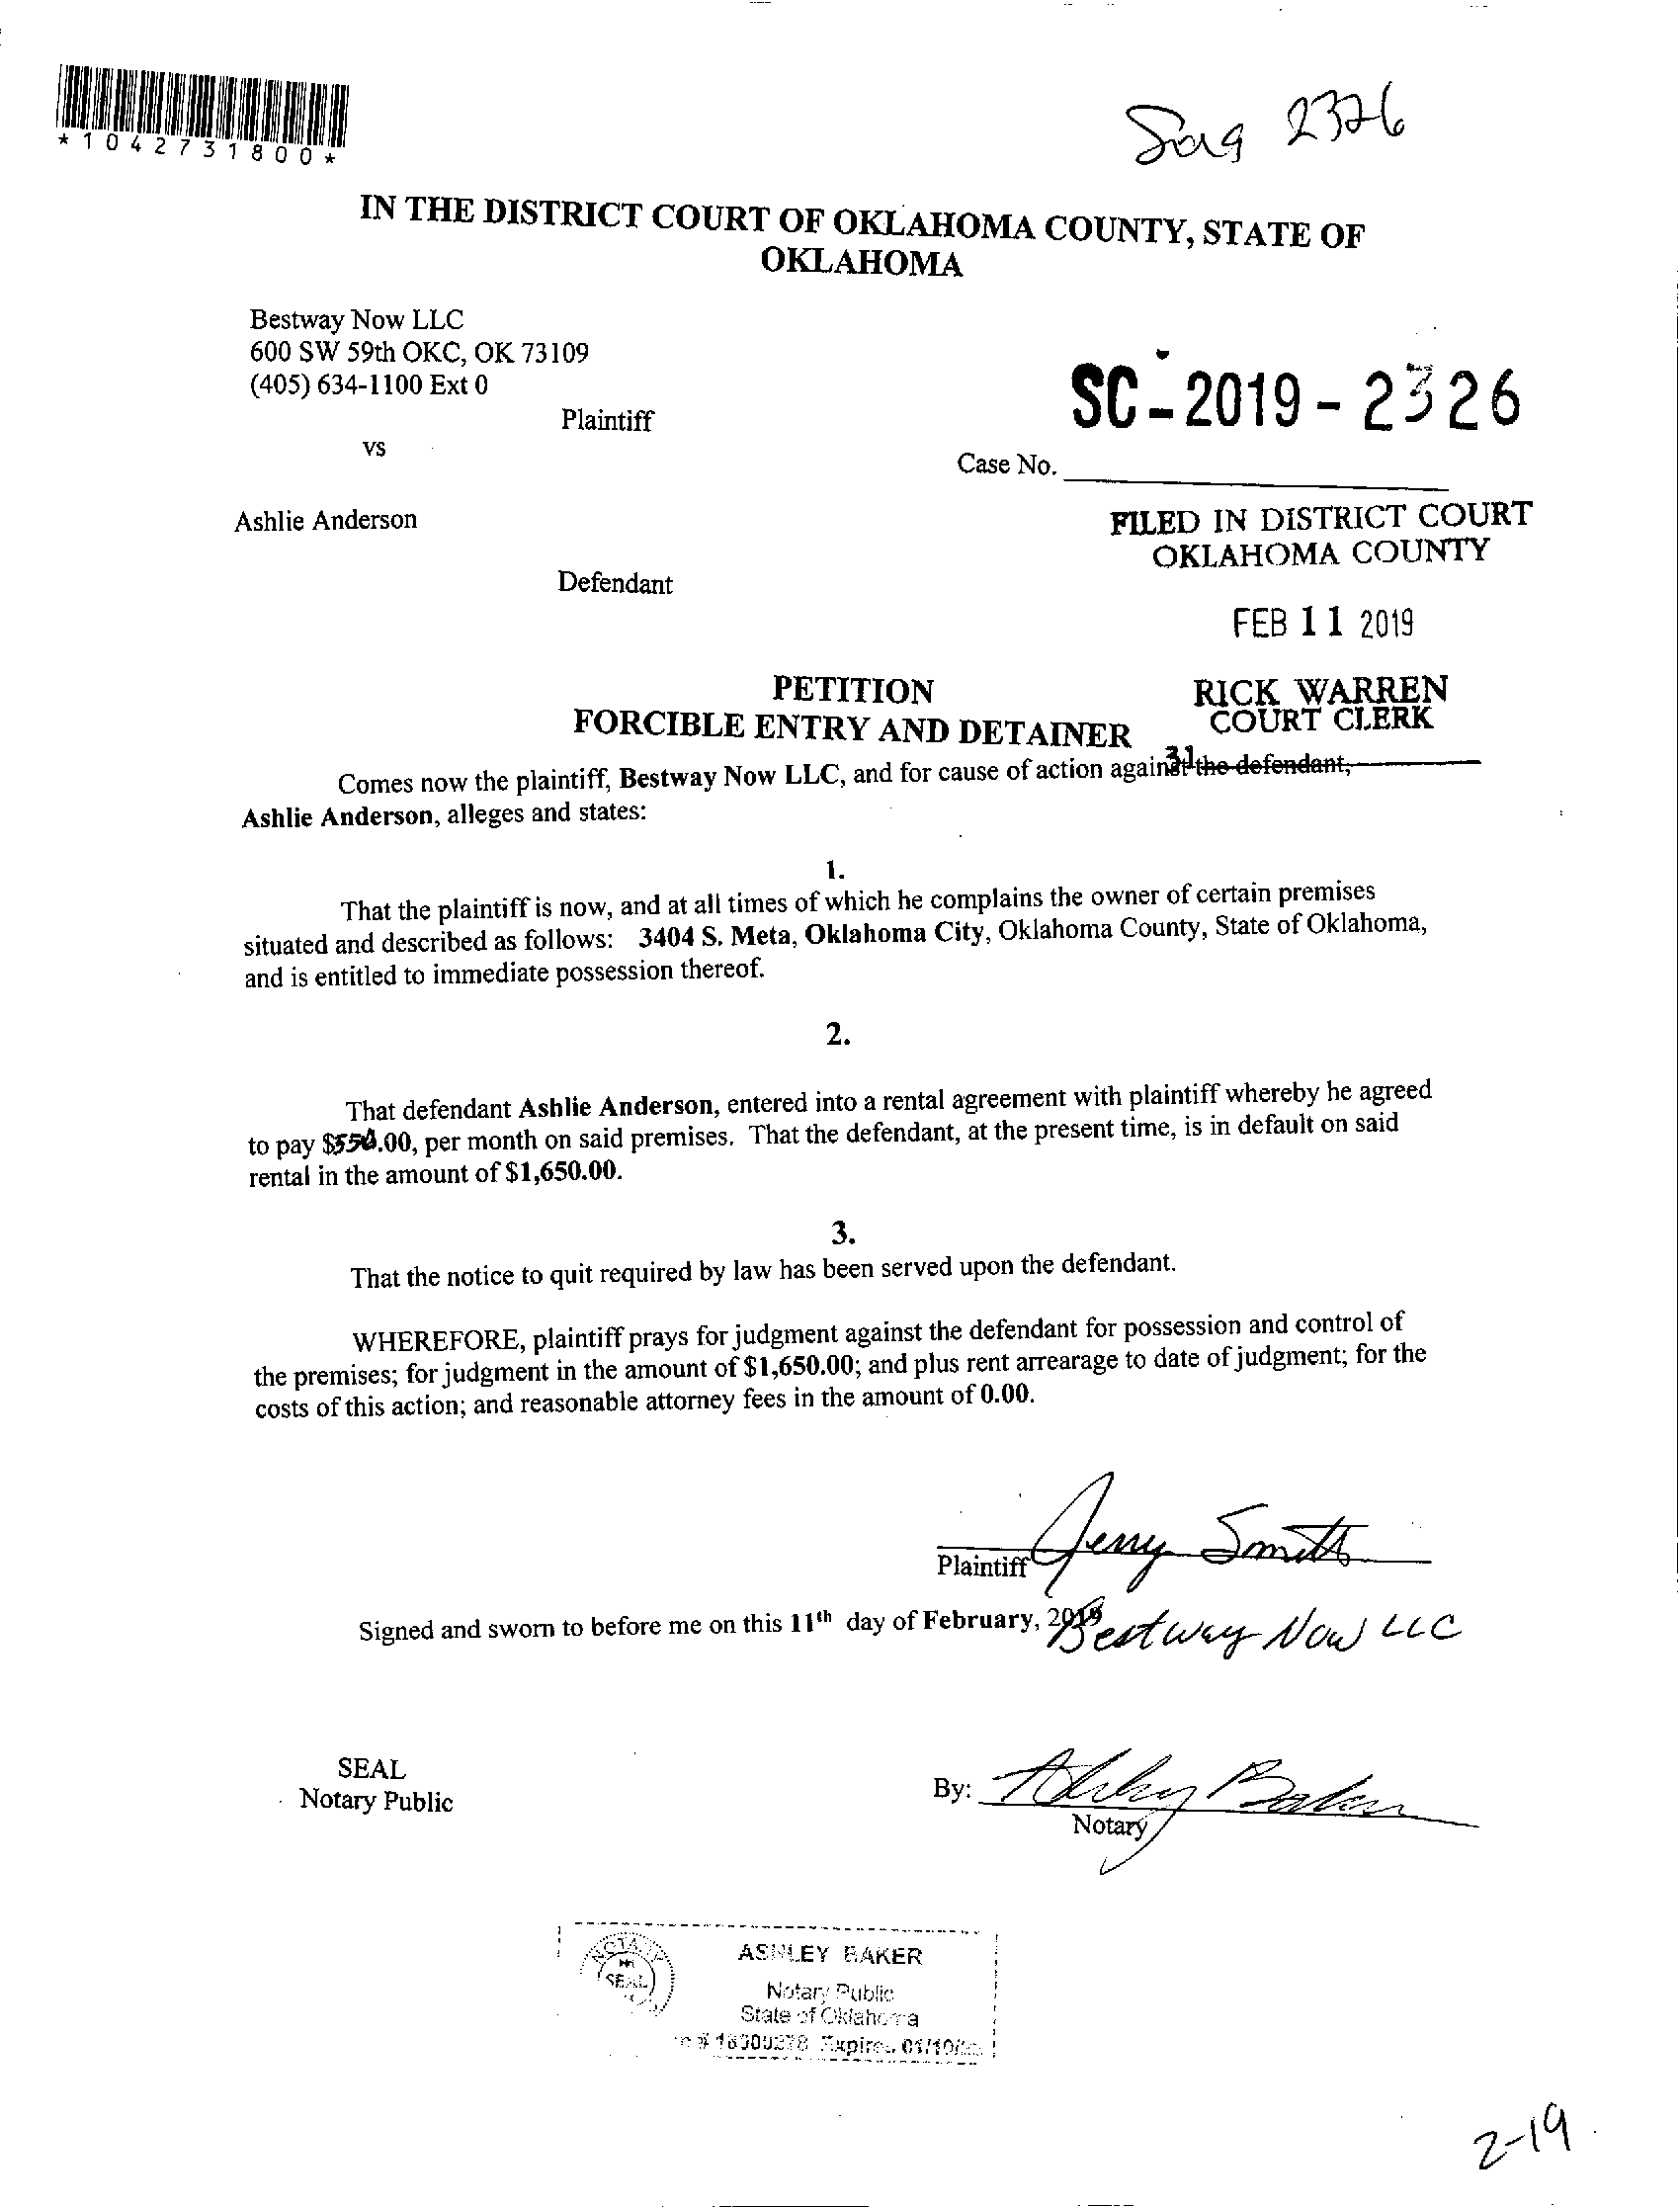 *1042731800*
2326
IN THE DISTRICT COURT OF OKLAHOMA COUNTY, STATE OF
OKLAHOMA
Bestway Now LLC
600 SW 59th OKC, OK 73109
(405) 634-1100 Ext 0
Plaintiff
SC-2019-2326
vs
Case No.
Ashlie Anderson
FILED IN DISTRICT COURT
OKLAHOMA COUNTY
Defendant
FEB 11 2019
PETITION
RICK WARREN
COURT CLERK
FORCIBLE ENTRY AND DETAINER
31
Comes now the plaintiff, Bestway Now LLC, and for cause of action against the defendant,
Ashlie Anderson, alleges and states:
1.
That the plaintiff is now, and at all times of which he complains the owner of certain premises
situated and described as follows: 3404 S. Meta, Oklahoma City, Oklahoma County, State of Oklahoma,
and is entitled to immediate possession thereof.
2.
That defendant Ashlie Anderson, entered into a rental agreement with plaintiff whereby he agreed
to pay $550.00, per month on said premises. That the defendant, at the present time, is in default on said
rental in the amount of $1,650.00.
3.
That the notice to quit required by law has been served upon the defendant.
WHEREFORE, plaintiff prays for judgment against the defendant for possession and control of
the premises; for judgment in the amount of $1,650.00; and plus rent arrearage to date of judgment; for the
costs of this action; and reasonable attorney fees in the amount of 0.00.
Jerry Smith
Plaintiff
Signed and sworn to before me on this 11th day of February, 2019
Bestway Now LLC
SEAL
Notary Public
By: Ashley Baker
Notary
SEAL
ASHLEY BAKER
Notary Public
State of Oklahoma
Expires
2-19